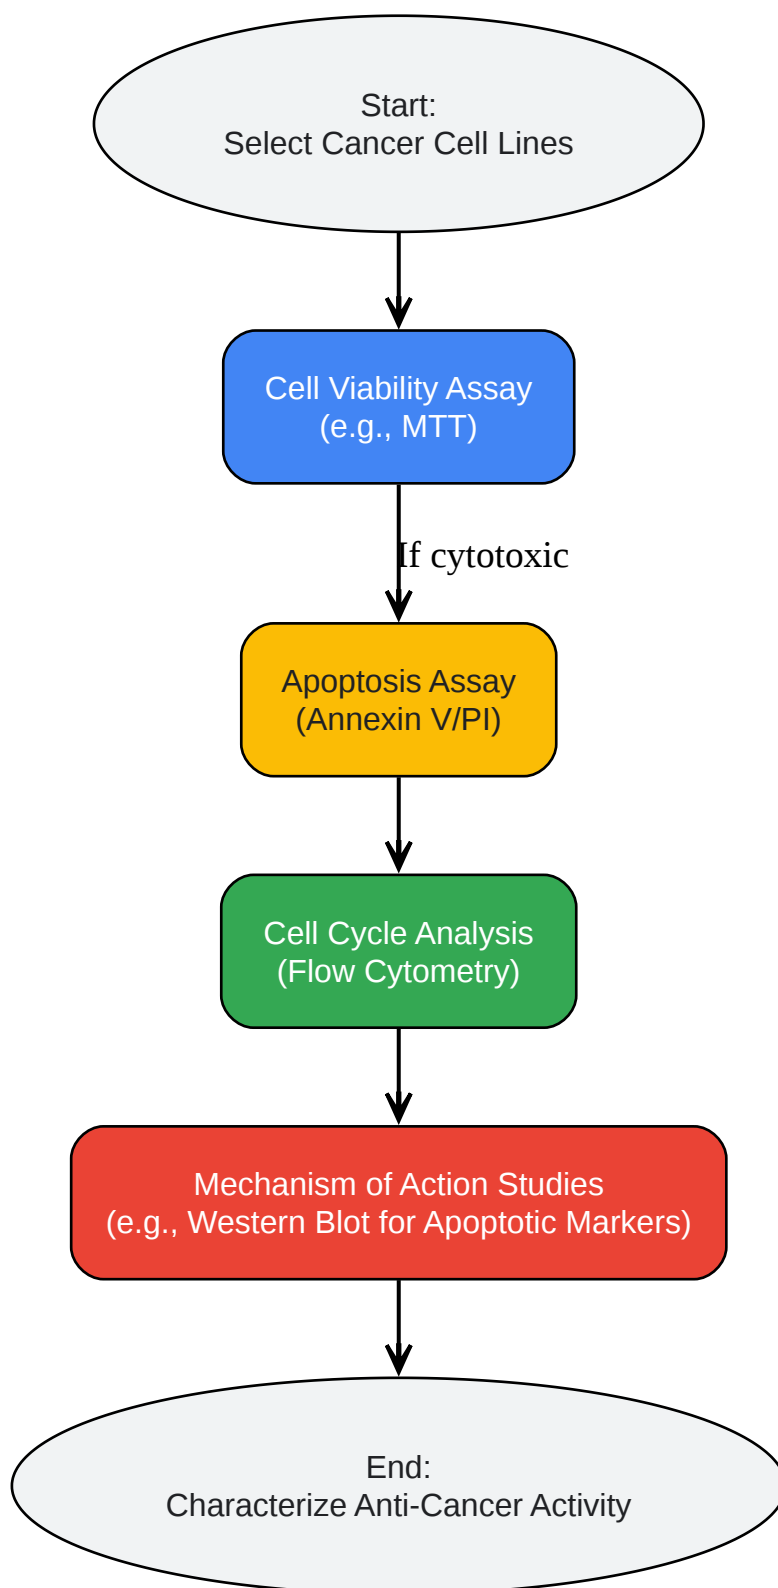 Start:
Select Cancer Cell Lines
Cell Viability Assay
(e.g., MTT)
If cytotoxic
Apoptosis Assay
(Annexin V/PI)
Cell Cycle Analysis
(Flow Cytometry)
Mechanism of Action Studies
(e.g., Western Blot for Apoptotic Markers)
End:
Characterize Anti-Cancer Activity